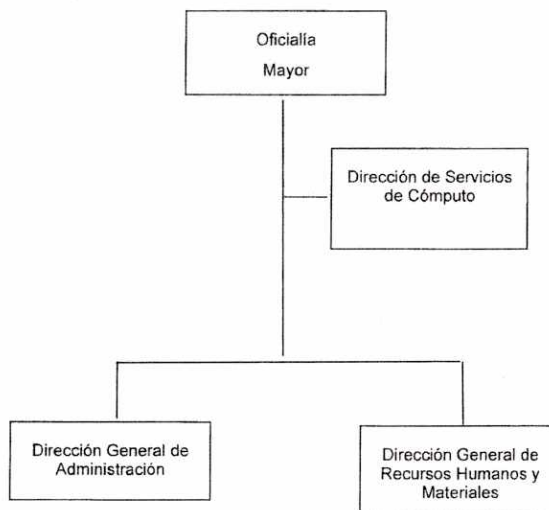 Oficialía
Mayor
Dirección de Servicios
de Cómputo
Dirección General de
Administración
Dirección General de
Recursos Humanos y
Materiales